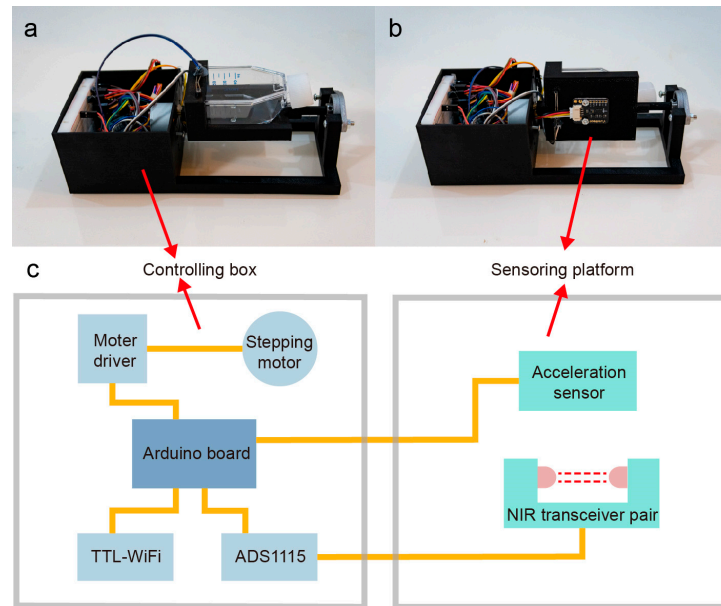 a
b
c
Controlling box
Sensoring platform
Moter
driver
Stepping
motor
Acceleration
sensor
Arduino board
NIR transceiver pair
TTL-WiFi
ADS1115